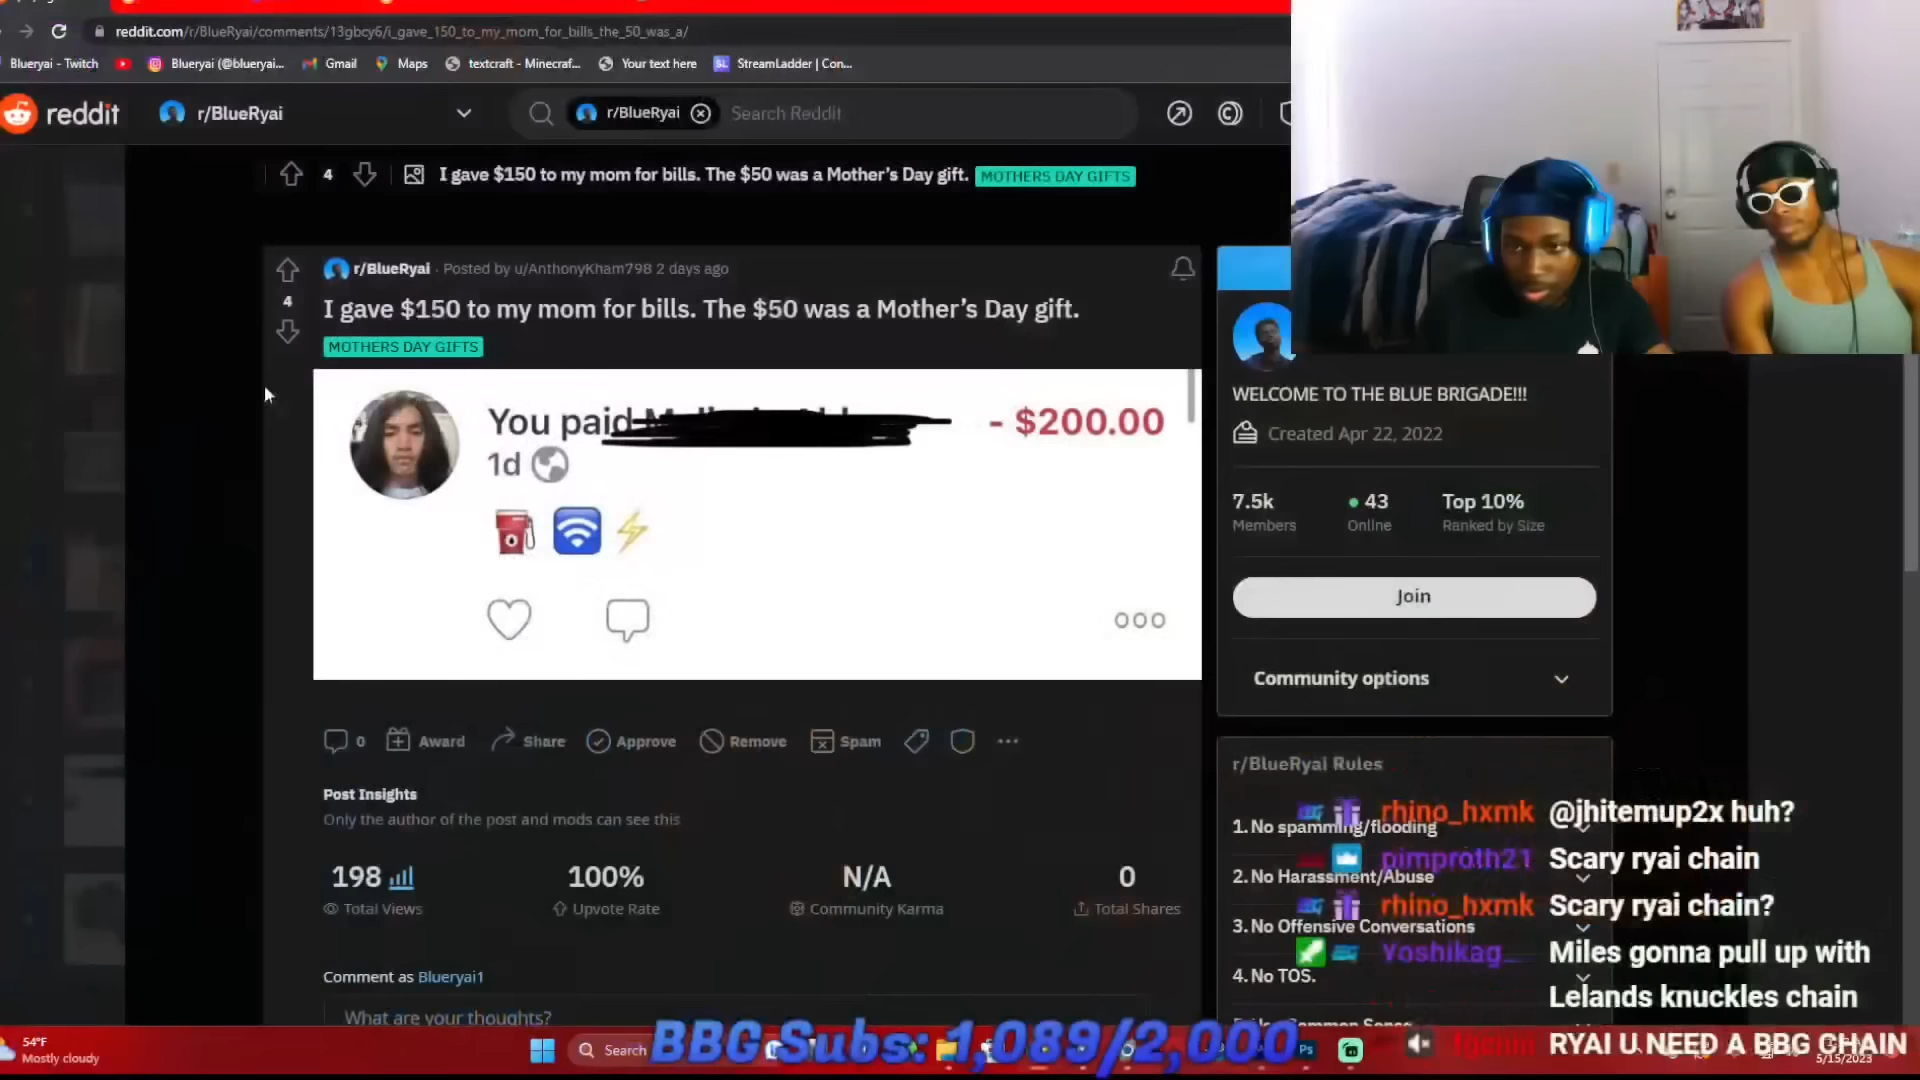 reddit.com/r/BlueRyai/comments/13gbcy6/i_gave_150_to_my_mom_for_bills_the_50_was_a/
Blueryai - Twitch
Blueryai (@blueryai...
Gmail
Maps
textcraft - Minecraf...
Your text here
SL StreamLadder | Con...
reddit
r/BlueRyai
r/BlueRyai
Search Reddit
4 I gave $150 to my mom for bills. The $50 was a Mother's Day gift. MOTHERS DAY GIFTS
r/BlueRyai · Posted by u/AnthonyKham798 2 days ago
4
I gave $150 to my mom for bills. The $50 was a Mother's Day gift.
MOTHERS DAY GIFTS
You paid
- $200.00
1d
0 Award Share Approve Remove Spam
Post Insights
Only the author of the post and mods can see this
198 100% N/A 0
Total Views Upvote Rate Community Karma Total Shares
Comment as Blueryai1
What are your thoughts?
WELCOME TO THE BLUE BRIGADE!!!
Created Apr 22, 2022
7.5k 43 Top 10%
Members Online Ranked by Size
Join
Community options
r/BlueRyai Rules
1. No spamming/flooding
2. No Harassment/Abuse
3. No Offensive Conversations
4. No TOS.
rhino_hxmk @jhitemup2x huh?
pimproth21 Scary ryai chain
rhino_hxmk Scary ryai chain?
Yoshikag_ Miles gonna pull up with
Lelands knuckles chain
RYAI U NEED A BBG CHAIN
BBG Subs: 1,089/2,000
54°F
Mostly cloudy
Search
Ps
5/15/2023